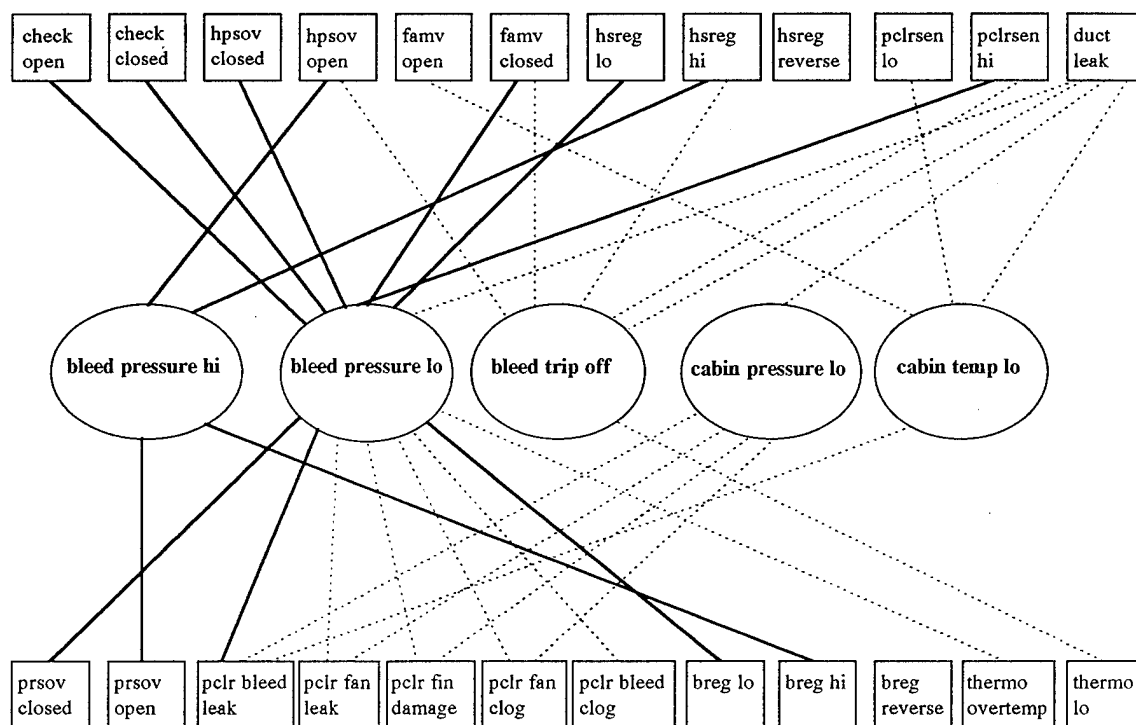 check
open
check
closed
hpsov
closed
hpsov
open
famv
open
famv
closed
hsreg
lo
hsreg
hi
hsreg
reverse
pclrsen
lo
pclrsen
hi
duct
leak
bleed pressure hi
bleed pressure lo
bleed trip off
cabin pressure lo
cabin temp lo
prsov
closed
prsov
open
pclr bleed
leak
pclr fan
leak
pclr fin
damage
pclr fan
clog
pclr bleed
clog
breg lo
breg hi
breg
reverse
thermo
overtemp
thermo
lo